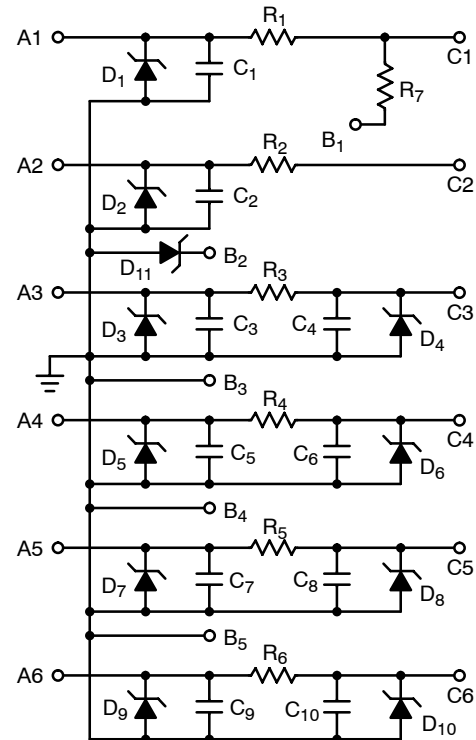 A1 R1 C1
D1 C1 R7
B1
A2 R2 C2
D2 C2
D11 B2
A3 R3 C3
D3 C3 C4 D4
B3
A4 R4 C4
D5 C5 C6 D6
B4
A5 R5 C5
D7 C7 C8 D8
B5
A6 R6 C6
D9 C9 C10 D10